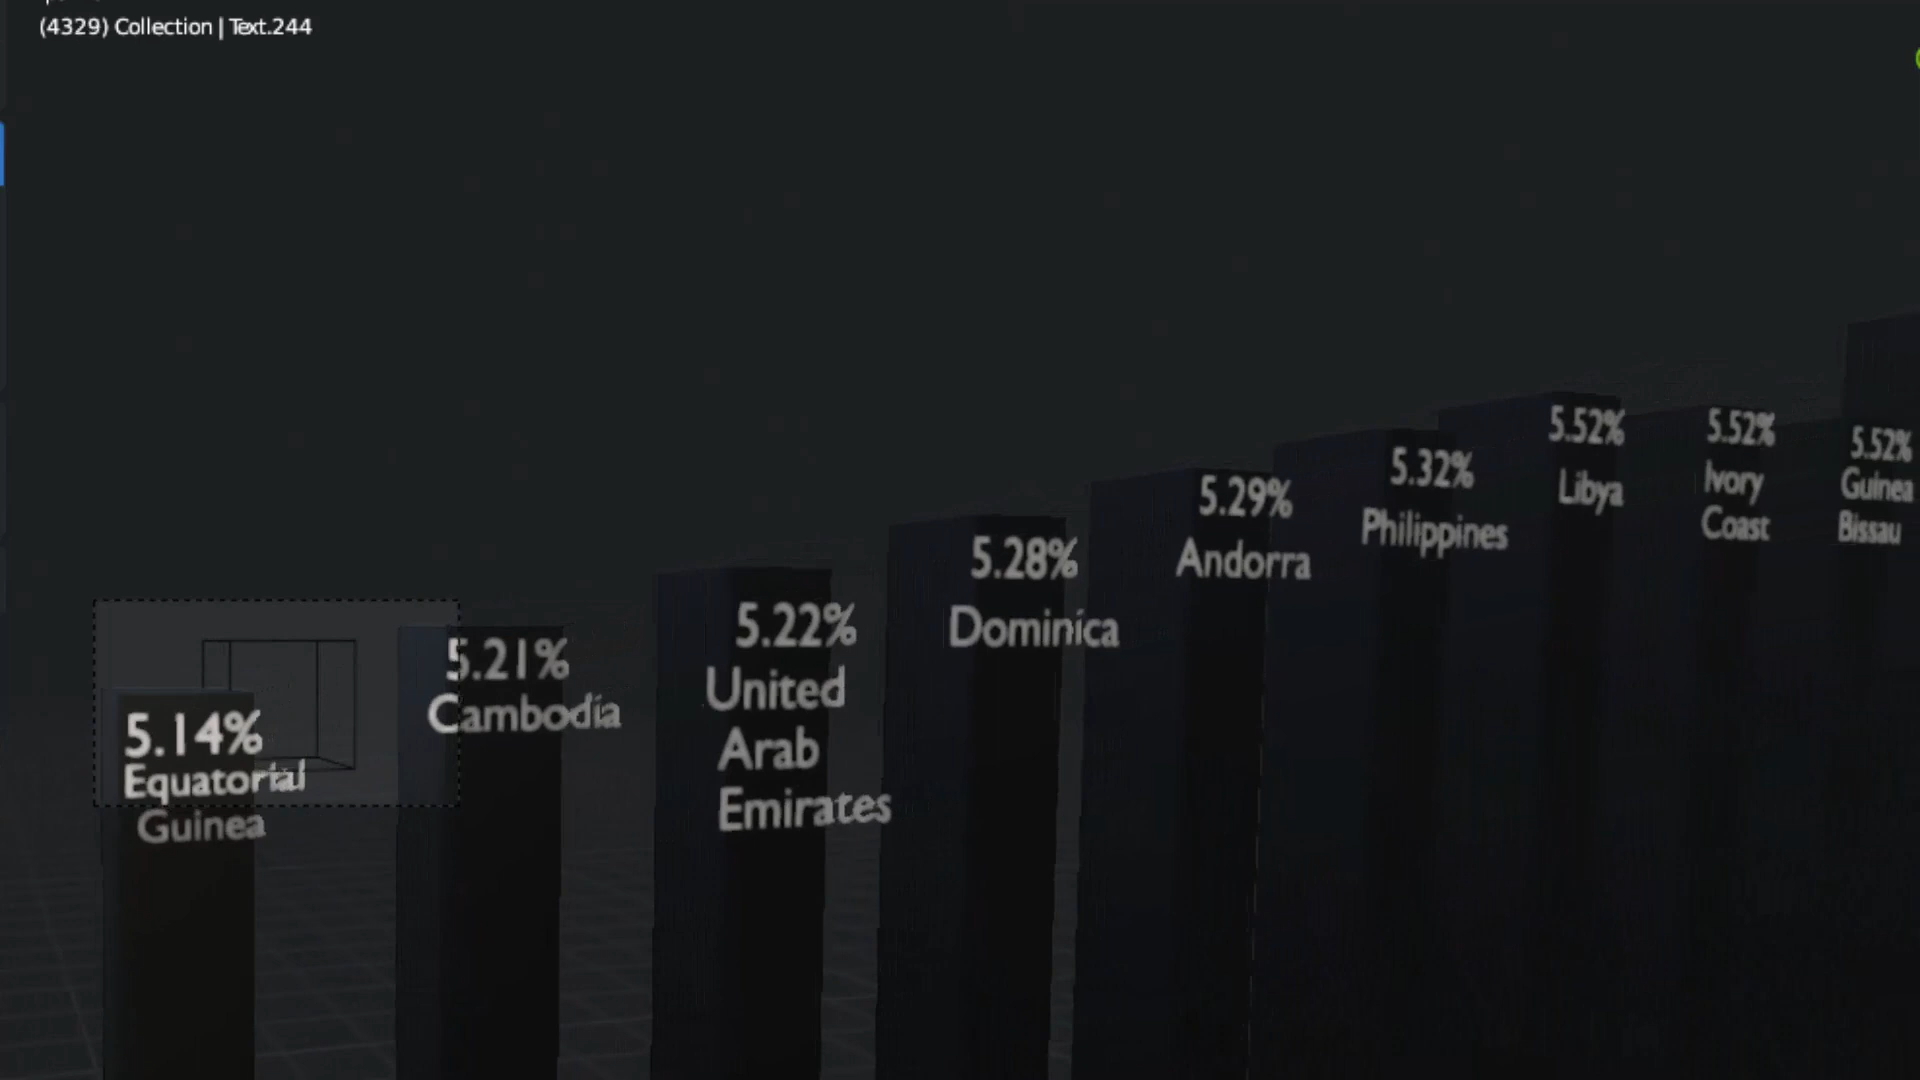 (4329) Collection | Text.244
5.14%
Equatorial
Guinea
5.21%
Cambodia
5.22%
United
Arab
Emirates
5.28%
Dominica
5.29%
Andorra
5.32%
Philippines
5.52%
Libya
5.52%
Ivory
Coast
5.52%
Guinea
Bissau